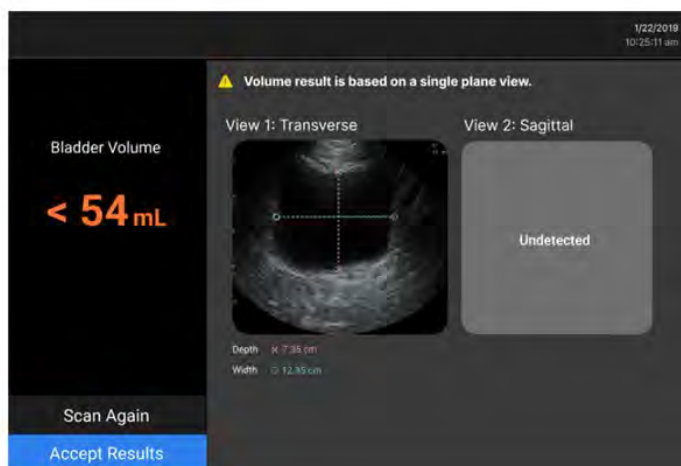 1/22/2019
10:25:11 am
Volume result is based on a single plane view.
Bladder Volume
< 54 mL
View 1: Transverse
View 2: Sagittal
Undetected
Depth × 7.35 cm
Width ○ 12.35 cm
Scan Again
Accept Results